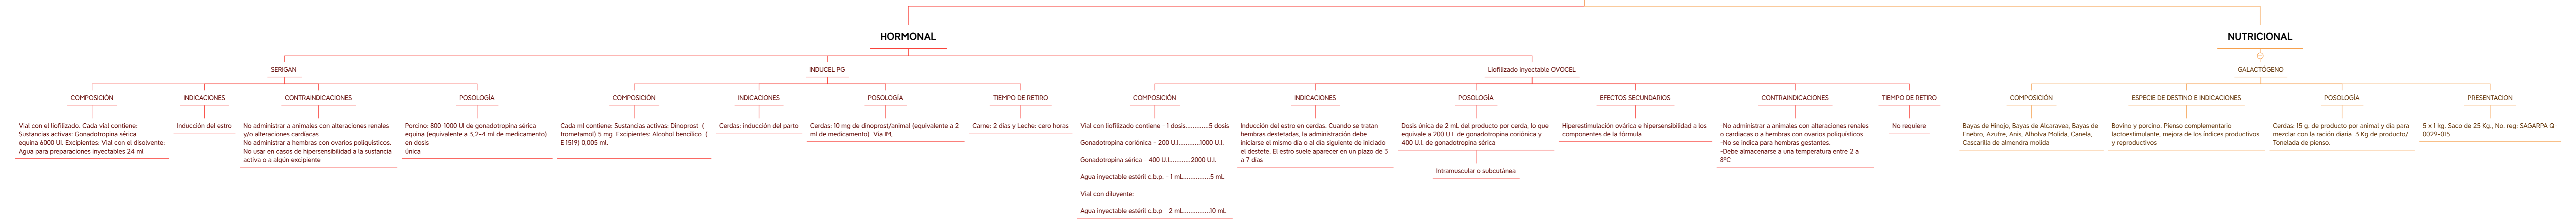 HORMONAL
NUTRICIONAL
SERIGAN
COMPOSICIÓN
Vial con el liofilizado. Cada vial contiene:
Sustancias activas: Gonadotropina sérica
equina 6000 UI. Excipientes: Vial con el disolvente:
Agua para preparaciones inyectables 24 ml
INDICACIONES
Inducción del estro
CONTRAINDICACIONES
No administrar a animales con alteraciones renales
y/o alteraciones cardiacas.
No administrar a hembras con ovarios poliquísticos.
No usar en casos de hipersensibilidad a la sustancia
activa o a algún excipiente
POSOLOGÍA
Porcino: 800-1000 UI de gonadotropina sérica
equina (equivalente a 3,2-4 ml de medicamento)
en dosis
única
INDUCEL PG
COMPOSICIÓN
Cada ml contiene: Sustancias activas: Dinoprost (
trometamol) 5 mg. Excipientes: Alcohol bencílico (
E 1519) 0,005 ml.
INDICACIONES
Cerdas: inducción del parto
POSOLOGÍA
Cerdas: 10 mg de dinoprost/animal (equivalente a 2
ml de medicamento). Vía IM,
TIEMPO DE RETIRO
Carne: 2 días y Leche: cero horas
Liofilizado inyectable OVOCEL
COMPOSICIÓN
Vial con liofilizado contiene - 1 dosis............5 dosis
Gonadotropina coriónica - 200 U.I...........1000 U.I.
Gonadotropina sérica - 400 U.I...........2000 U.I.
Agua inyectable estéril c.b.p. - 1 mL..............5 mL
Vial con diluyente:
Agua inyectable estéril c.b.p - 2 mL..............10 mL
INDICACIONES
Inducción del estro en cerdas. Cuando se tratan
hembras destetadas, la administración debe
iniciarse el mismo día o al día siguiente de iniciado
el destete. El estro suele aparecer en un plazo de 3
a 7 días
POSOLOGÍA
Dosis única de 2 mL del producto por cerda, lo que
equivale a 200 U.I. de gonadotropina coriónica y
400 U.I. de gonadotropina sérica
Intramuscular o subcutánea
EFECTOS SECUNDARIOS
Hiperestimulación ovárica e hipersensibilidad a los
componentes de la fórmula
CONTRAINDICACIONES
-No administrar a animales con alteraciones renales
o cardíacas o a hembras con ovarios poliquísticos.
-No se indica para hembras gestantes.
-Debe almacenarse a una temperatura entre 2 a
8ºC
TIEMPO DE RETIRO
No requiere
GALACTÓGENO
COMPOSICIÓN
Bayas de Hinojo, Bayas de Alcaravea, Bayas de
Enebro, Azufre, Anis, Alholva Molida, Canela,
Cascarilla de almendra molida
ESPECIE DE DESTINO E INDICACIONES
Bovino y porcino. Pienso complementario
lactoestimulante, mejora de los índices productivos
y reproductivos
POSOLOGÍA
Cerdas: 15 g. de producto por animal y día para
mezclar con la ración diaria. 3 Kg de producto/
Tonelada de pienso.
PRESENTACION
5 x 1 kg. Saco de 25 Kg., No. reg: SAGARPA Q-
0029-015